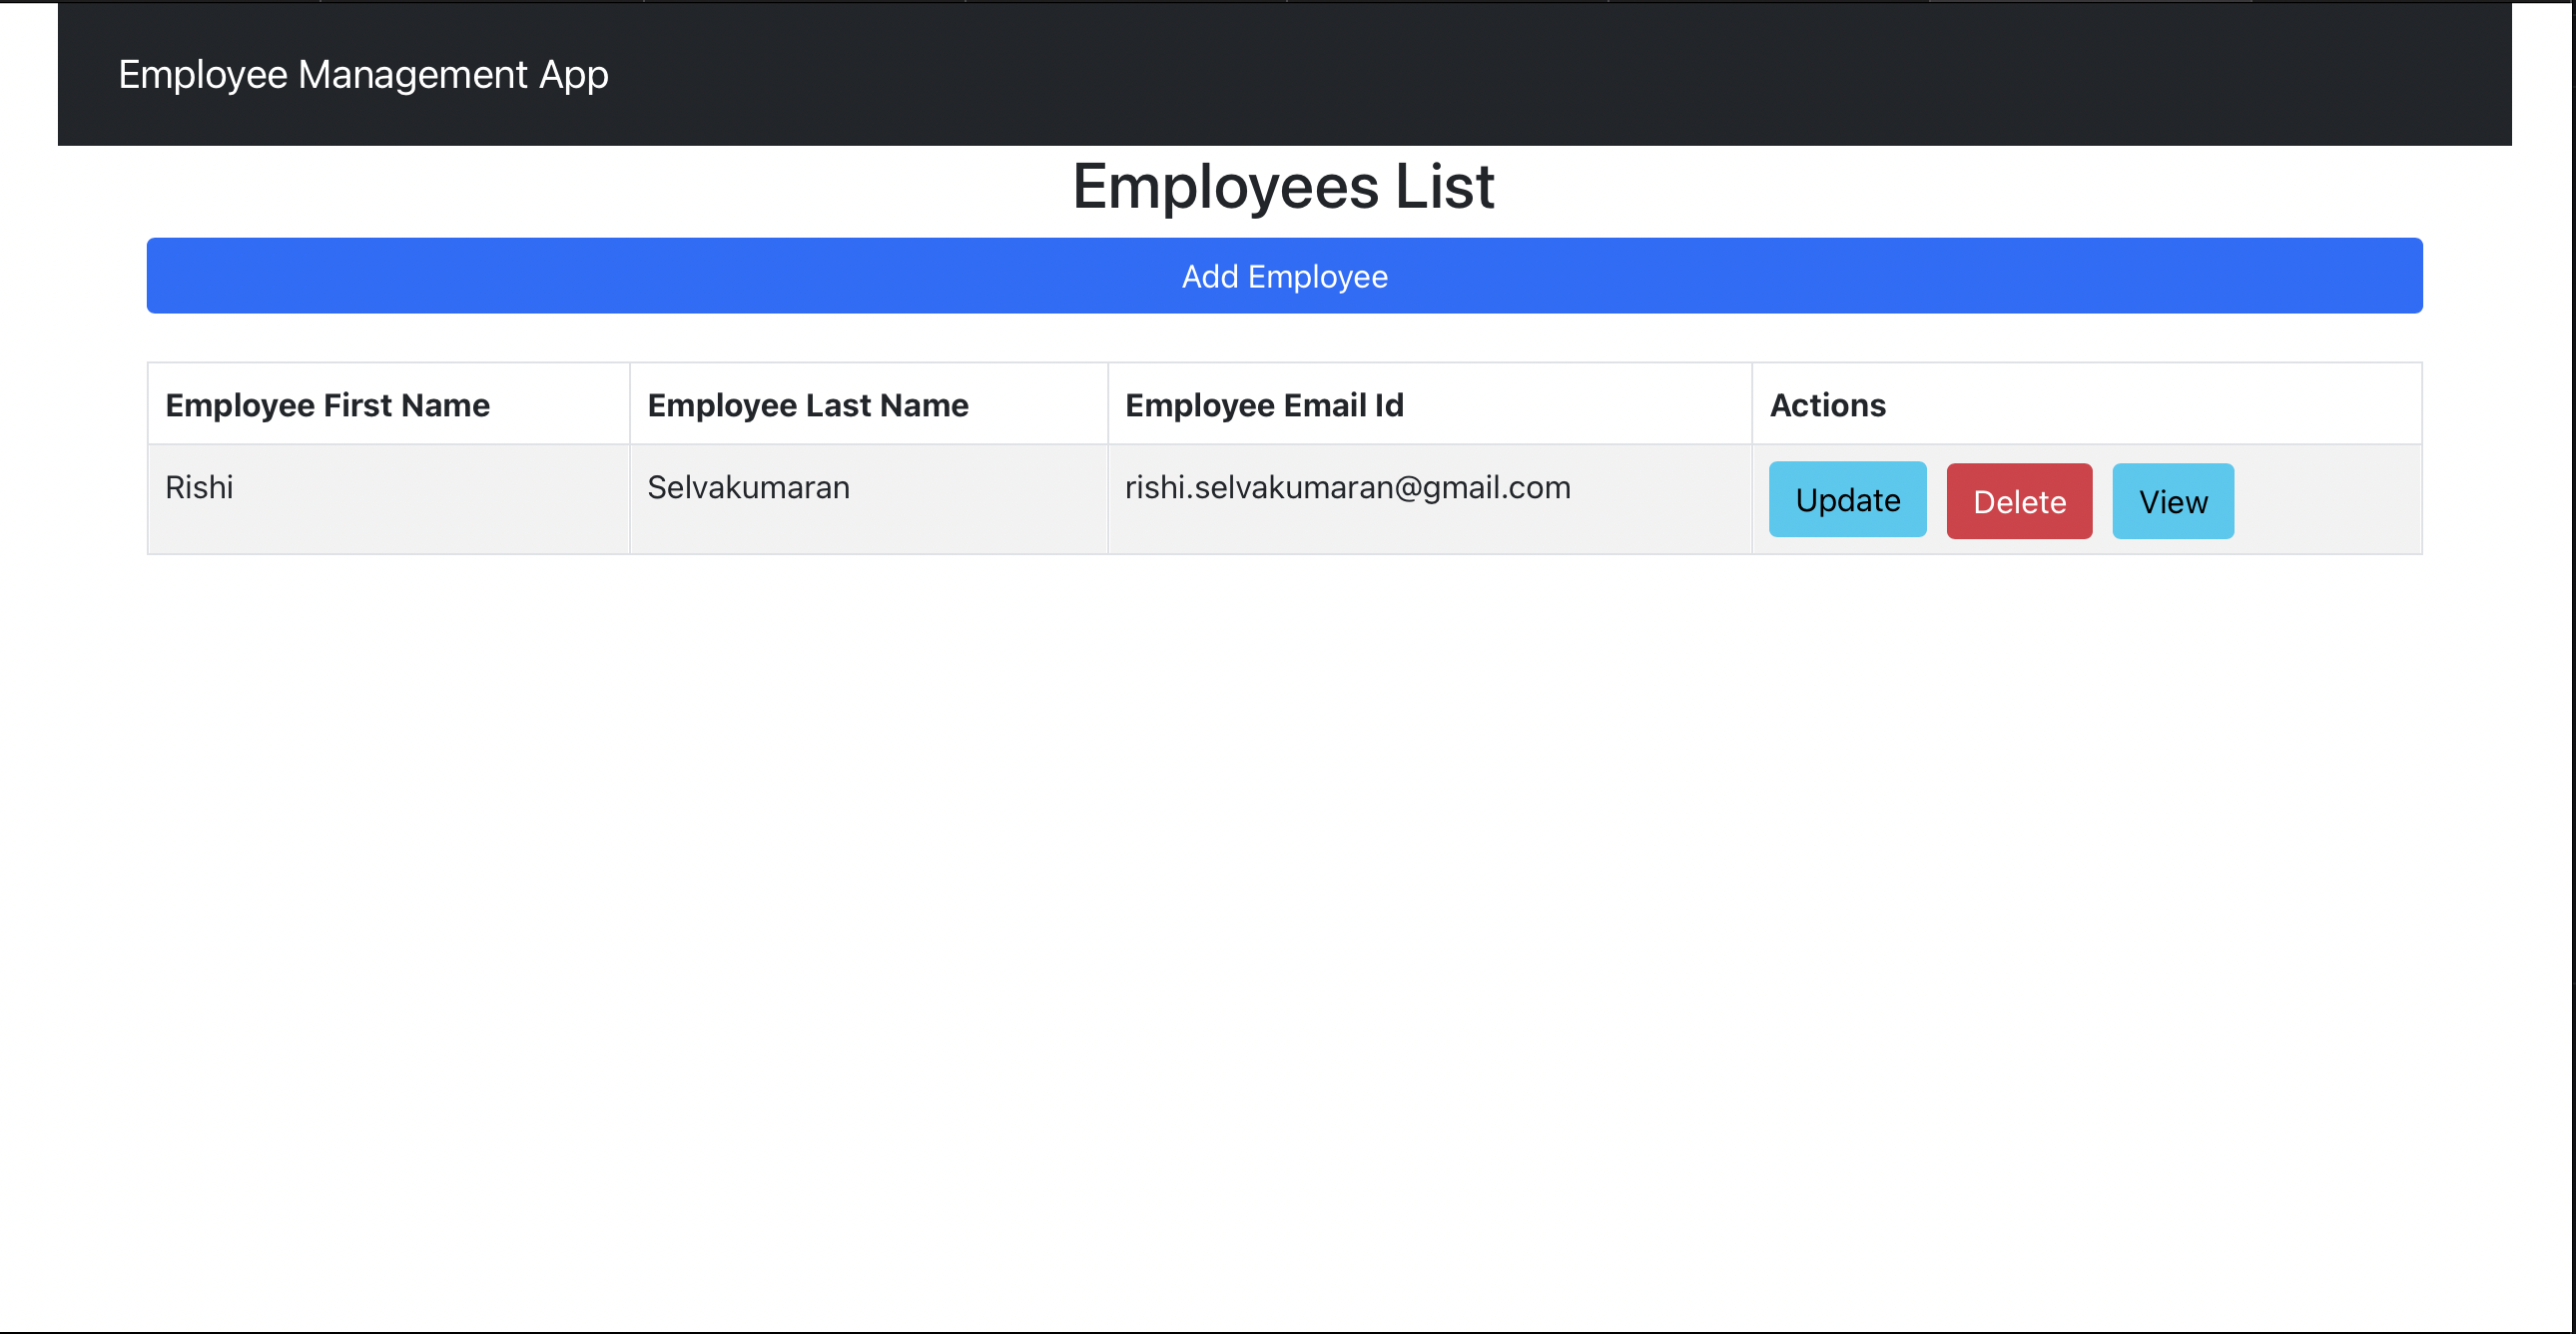 Employee Management App
Employees List
Add Employee
Employee First Name Employee Last Name Employee Email Id Actions
Rishi Selvakumaran rishi.selvakumaran@gmail.com Update Delete View